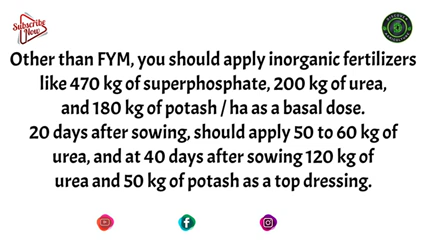 Subscribe
Now
Other than FYM, you should apply inorganic fertilizers
like 470 kg of superphosphate, 200 kg of urea,
and 180 kg of potash / ha as a basal dose.
20 days after sowing, should apply 50 to 60 kg of
urea, and at 40 days after sowing 120 kg of
urea and 50 kg of potash as a top dressing.